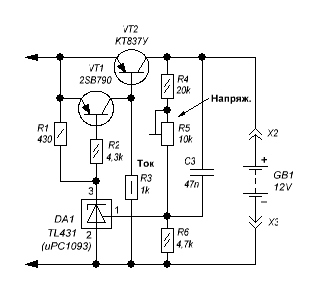 VT2
КТ837У
VT1
2SB790
R4
20k
Напряж.
R1
430
R2
4,3k
R5
10k
X2
Ток
C3
47n
R3
1k
GB1
12V
3
DA1
TL431
(uPC1093)
1
2
R6
4,7k
X3
+
−